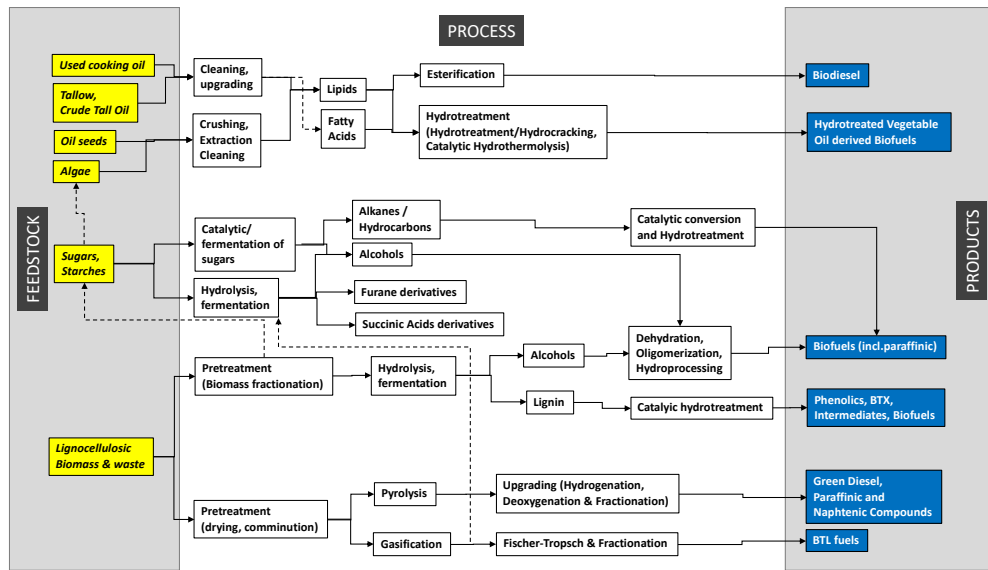 PROCESS
FEEDSTOCK
PRODUCTS
Used cooking oil
Tallow,
Crude Tall Oil
Oil seeds
Algae
Cleaning,
upgrading
Crushing,
Extraction
Cleaning
Lipids
Fatty
Acids
Esterification
Hydrotreatment
(Hydrotreatment/Hydrocracking,
Catalytic Hydrothermolysis)
Biodiesel
Hydrotreated Vegetable
Oil derived Biofuels
Sugars,
Starches
Catalytic/
fermentation of
sugars
Hydrolysis,
fermentation
Alkanes /
Hydrocarbons
Alcohols
Furane derivatives
Succinic Acids derivatives
Catalytic conversion
and Hydrotreatment
Pretreatment
(Biomass fractionation)
Hydrolysis,
fermentation
Alcohols
Lignin
Dehydration,
Oligomerization,
Hydroprocessing
Catalyic hydrotreatment
Biofuels (incl.paraffinic)
Phenolics, BTX,
Intermediates, Biofuels
Lignocellulosic
Biomass & waste
Pretreatment
(drying, comminution)
Pyrolysis
Gasification
Upgrading (Hydrogenation,
Deoxygenation & Fractionation)
Fischer-Tropsch & Fractionation
Green Diesel,
Paraffinic and
Naphtenic Compounds
BTL fuels